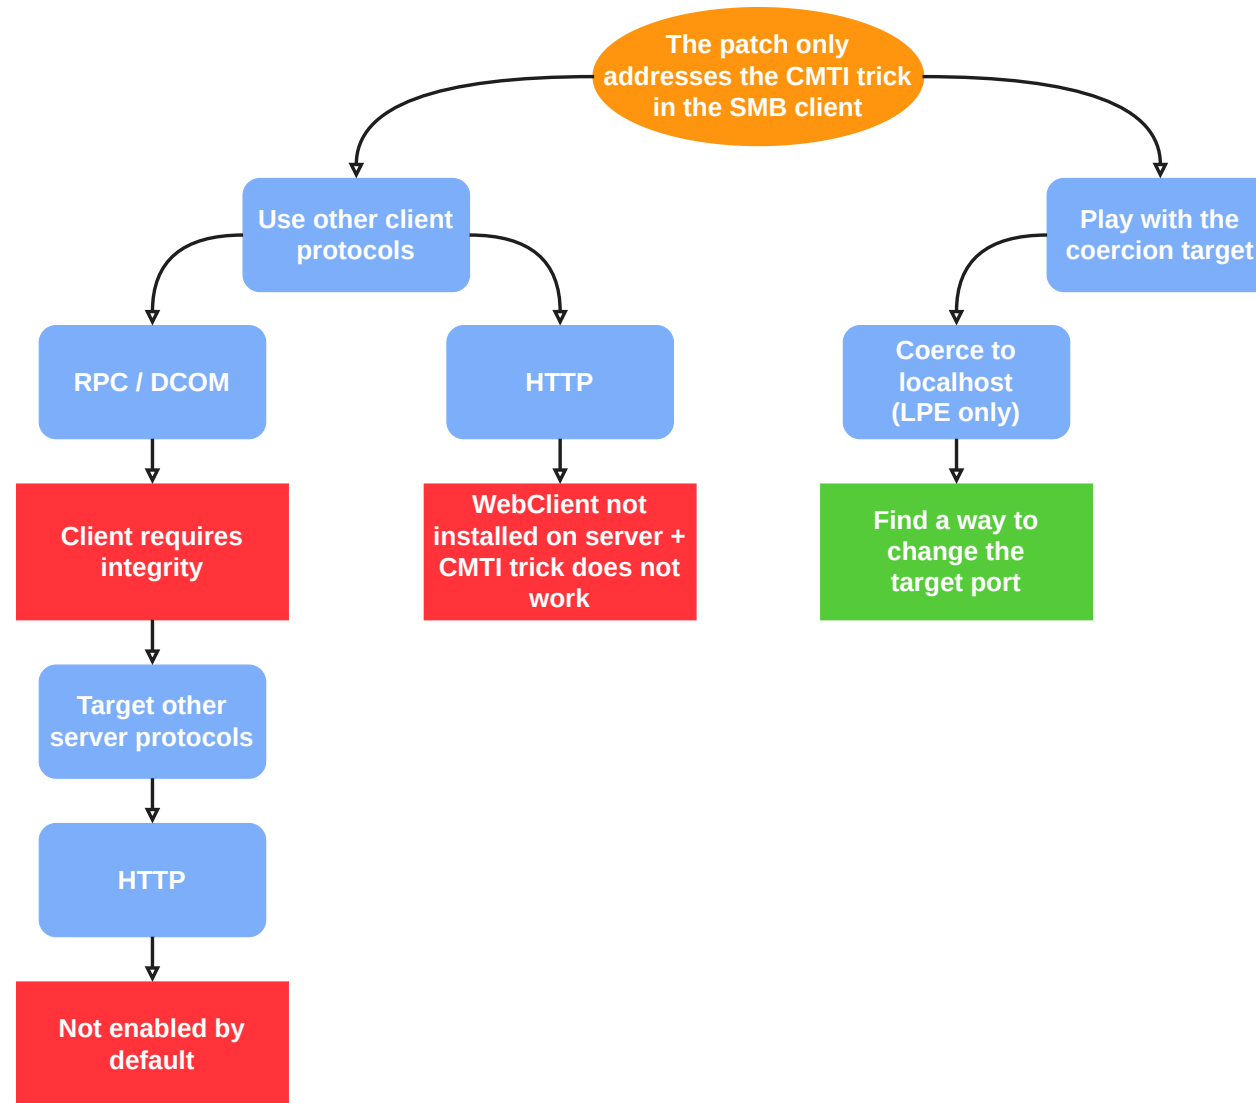 The patch only
addresses the CMTI trick
in the SMB client
Use other client
protocols
Play with the
coercion target
RPC / DCOM
HTTP
Coerce to
localhost
(LPE only)
Client requires
integrity
WebClient not
installed on server +
CMTI trick does not
work
Find a way to
change the
target port
Target other
server protocols
HTTP
Not enabled by
default